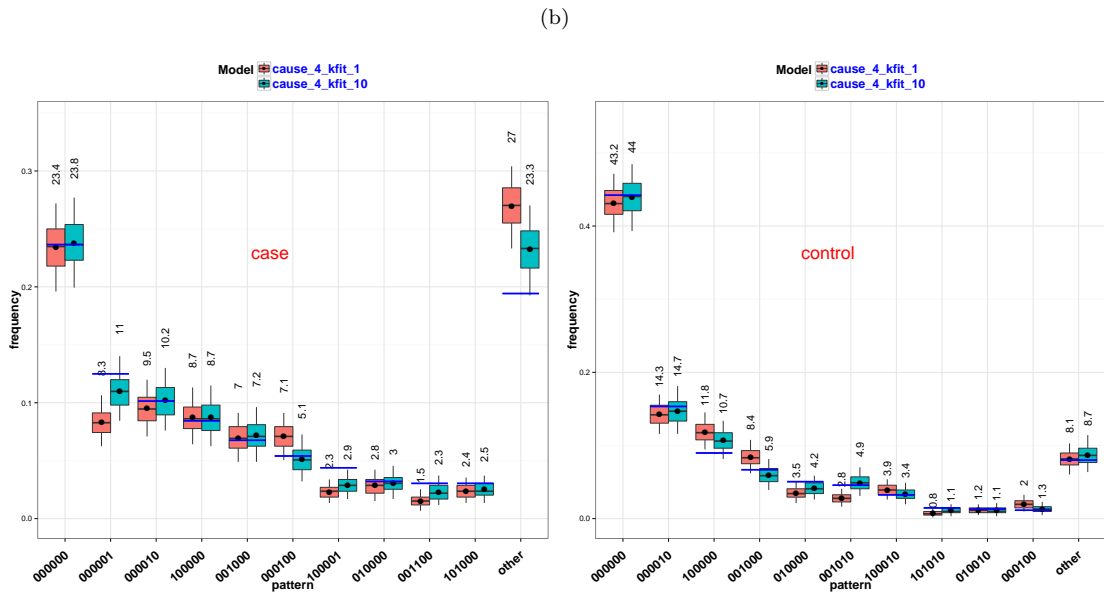 (b)
Model cause_4_kfit_1
cause_4_kfit_10
frequency
0.3
0.2
0.1
0.0
case
23.4 23.8 8.3 11 9.5 10.2 8.7 8.7 7 7.2 7.1 5.1 2.3 2.9 2.8 3 1.5 2.3 2.4 2.5 27 23.3
000000 000001 000010 100000 001000 000100 100001 010000 001100 101000 other
pattern
Model cause_4_kfit_1
cause_4_kfit_10
frequency
0.4
0.2
0.0
control
43.2 44 14.3 14.7 11.8 10.7 8.4 5.9 3.5 4.2 2.8 4.9 3.9 3.4 0.8 1.1 1.2 1.1 2 1.3 8.1 8.7
000000 000010 100000 001000 010000 001010 100010 101010 010010 000100 other
pattern